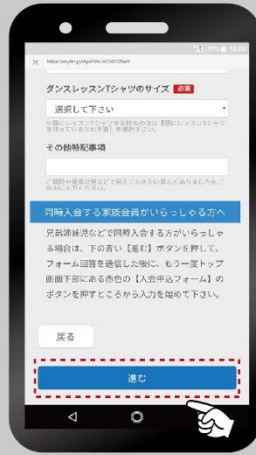 ダンスレッスンTシャツのサイズ 必須
選択して下さい
その他特記事項
同時入会する家族会員がいらっしゃる方へ
兄弟姉妹児などで同時入会する方がいらっしゃ
る場合は、下の青い【進む】ボタンを押して、
フォーム回答を送信した後に、もう一度トップ
画面下部にある赤色の【入会申込フォーム】の
ボタンを押すところから入力を始めて下さい。
戻る
進む